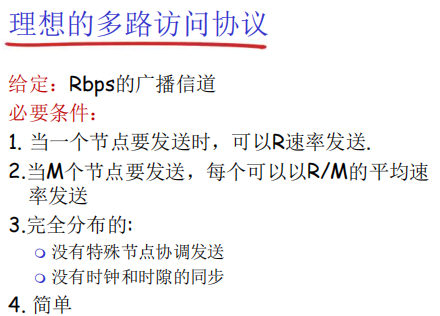 理想的多路访问协议
给定：Rbps的广播信道
必要条件：
1. 当一个节点要发送时，可以R速率发送.
2.当M个节点要发送，每个可以以R/M的平均速
率发送
3.完全分布的:
没有特殊节点协调发送
没有时钟和时隙的同步
4. 简单